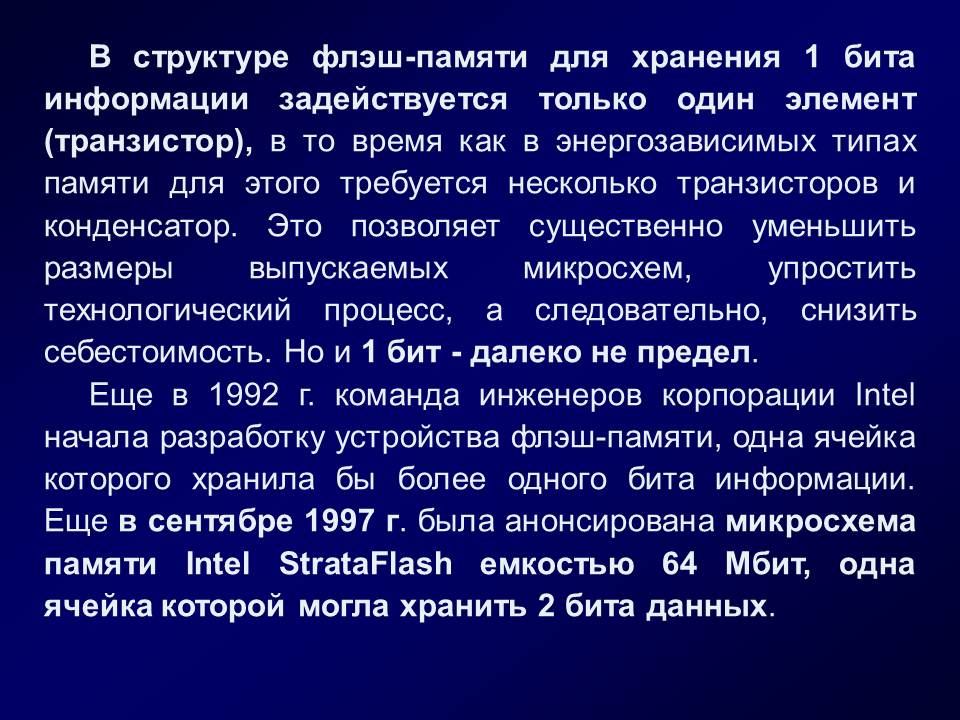 В структуре флэш-памяти для хранения 1 бита
информации задействуется только один элемент
(транзистор), в то время как в энергозависимых типах
памяти для этого требуется несколько транзисторов и
конденсатор. Это позволяет существенно уменьшить
размеры выпускаемых микросхем, упростить
технологический процесс, а следовательно, снизить
себестоимость. Но и 1 бит - далеко не предел.
Еще в 1992 г. команда инженеров корпорации Intel
начала разработку устройства флэш-памяти, одна ячейка
которого хранила бы более одного бита информации.
Еще в сентябре 1997 г. была анонсирована микросхема
памяти Intel StrataFlash емкостью 64 Мбит, одна
ячейка которой могла хранить 2 бита данных.